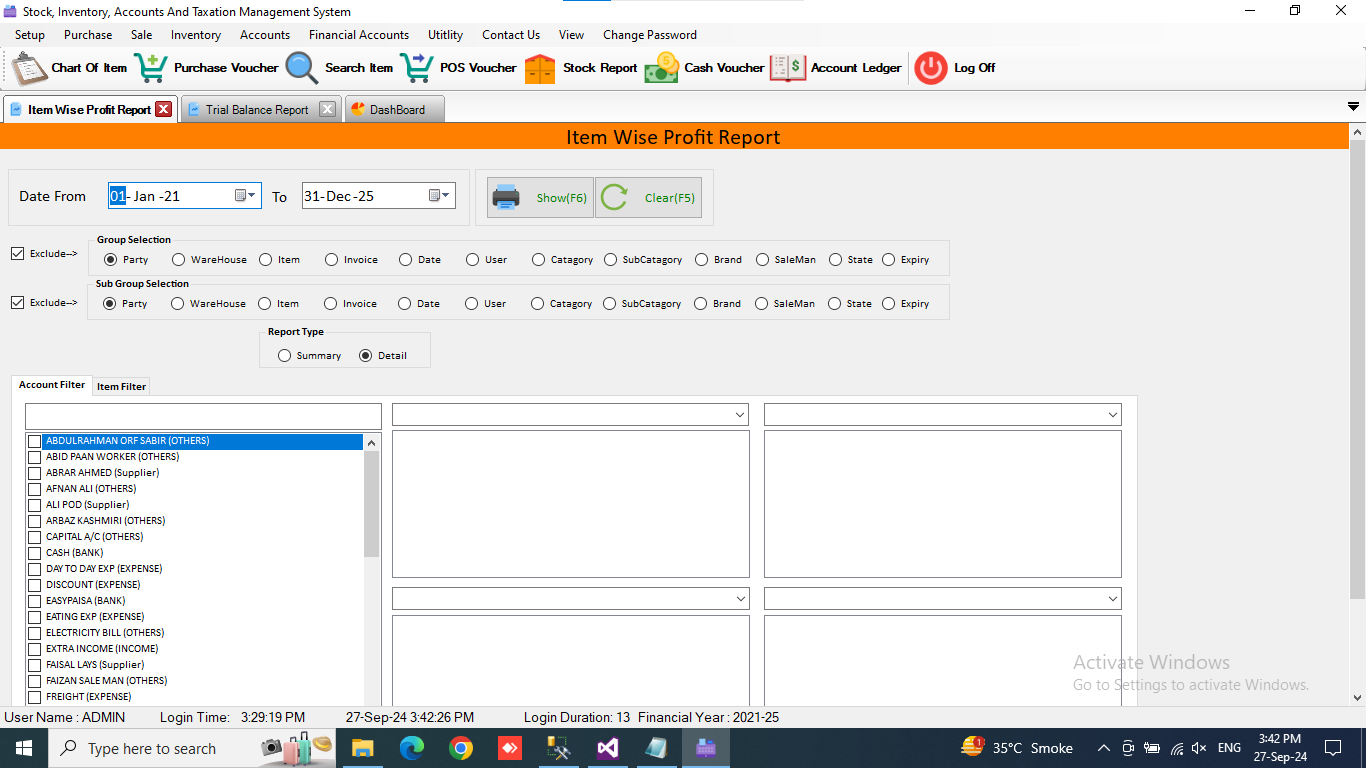 Stock, Inventory, Accounts And Taxation Management System
Setup Purchase Sale Inventory Accounts Financial Accounts Uitility Contact Us View Change Password
Chart Of Item Purchase Voucher Search Item POS Voucher Stock Report Cash Voucher Account Ledger Log Off
Item Wise Profit Report Trial Balance Report DashBoard
Item Wise Profit Report
Date From 01- Jan -21 To 31- Dec -25 Show(F6) Clear(F5)
Group Selection
Exclude--> Party WareHouse Item Invoice Date User Catagory SubCatagory Brand SaleMan State Expiry
Sub Group Selection
Exclude--> Party WareHouse Item Invoice Date User Catagory SubCatagory Brand SaleMan State Expiry
Report Type
Summary Detail
Account Filter Item Filter
ABDULRAHMAN ORF SABIR (OTHERS)
ABID PAAN WORKER (OTHERS)
ABRAR AHMED (Supplier)
AFNAN ALI (OTHERS)
ALI POD (Supplier)
ARBAZ KASHMIRI (OTHERS)
CAPITAL A/C (OTHERS)
CASH (BANK)
DAY TO DAY EXP (EXPENSE)
DISCOUNT (EXPENSE)
EASYPAISA (BANK)
EATING EXP (EXPENSE)
ELECTRICITY BILL (OTHERS)
EXTRA INCOME (INCOME)
FAISAL LAYS (Supplier)
FAIZAN SALE MAN (OTHERS)
FREIGHT (EXPENSE)
Activate Windows
Go to Settings to activate Windows.
User Name : ADMIN Login Time: 3:29:19 PM 27-Sep-24 3:42:26 PM Login Duration: 13 Financial Year : 2021-25
Type here to search 1 35°C Smoke ENG 3:42 PM
27-Sep-24